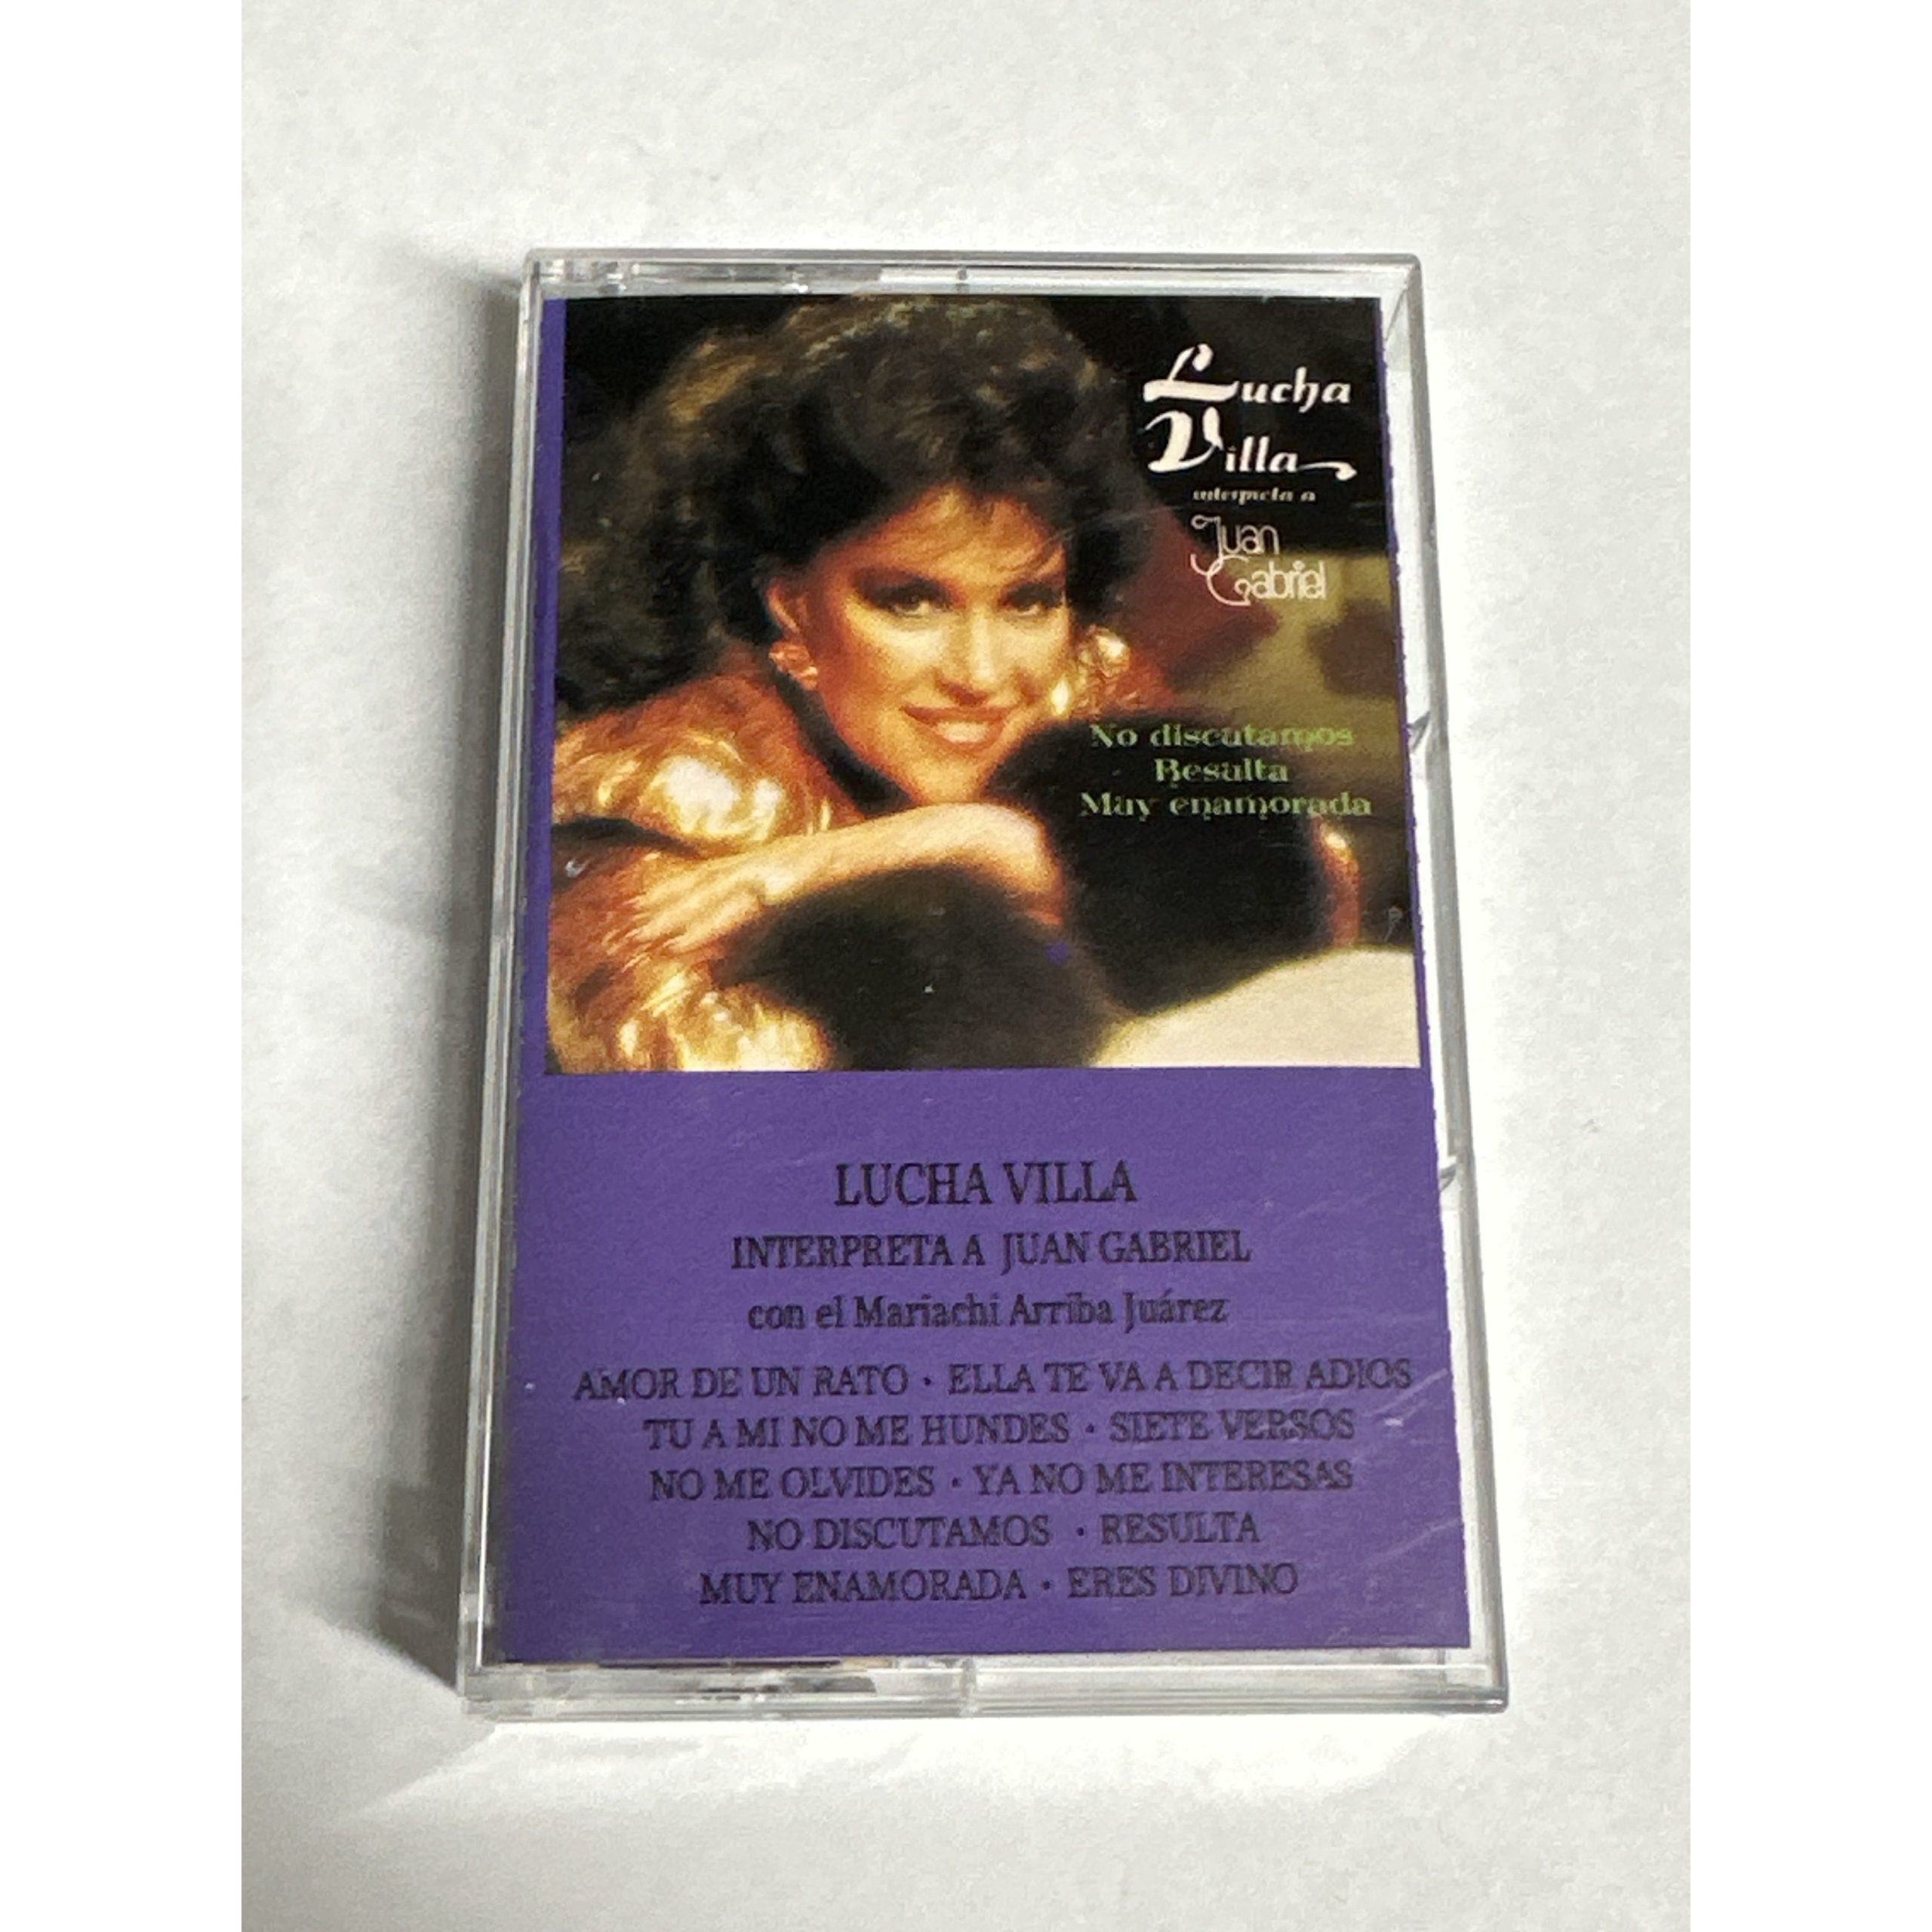 Lucha
Villa
interpreta a
Juan
Gabriel
No discutamos
Resulta
Muy enamorada
LUCHA VILLA
INTERPRETA A JUAN GABRIEL
con el Mariachi Arriba Juárez
AMOR DE UN RATO · ELLA TE VA A DECIR ADIOS
TU A MI NO ME HUNDES · SIETE VERSOS
NO ME OLVIDES · YA NO ME INTERESAS
NO DISCUTAMOS · RESULTA
MUY ENAMORADA · ERES DIVINO